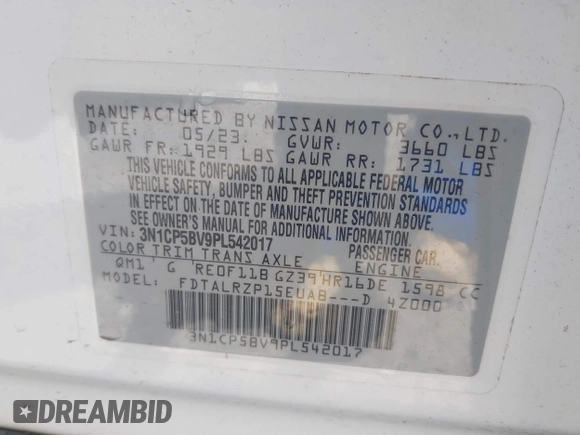 MANUFACTURED BY NISSAN MOTOR CO.,LTD.
DATE: 05/23. GVWR: 3660 LBS
GAWR FR: 1929 LBS GAWR RR: 1731 LBS
THIS VEHICLE CONFORMS TO ALL APPLICABLE FEDERAL MOTOR
VEHICLE SAFETY, BUMPER AND THEFT PREVENTION STANDARDS
IN EFFECT ON THE DATE OF MANUFACTURE SHOWN ABOVE.
SEE OWNER'S MANUAL FOR ADDITIONAL INFORMATION.
VIN: 3N1CP5BV9PL542017 PASSENGER CAR.
COLOR TRIM TRANS AXLE ENGINE
QM1 G RE0F11B GZ39 HR16DE 1598 CC
MODEL: FDTALRZP15EUAB---D 4Z000
3N1CP5BV9PL542017
DREAMBID